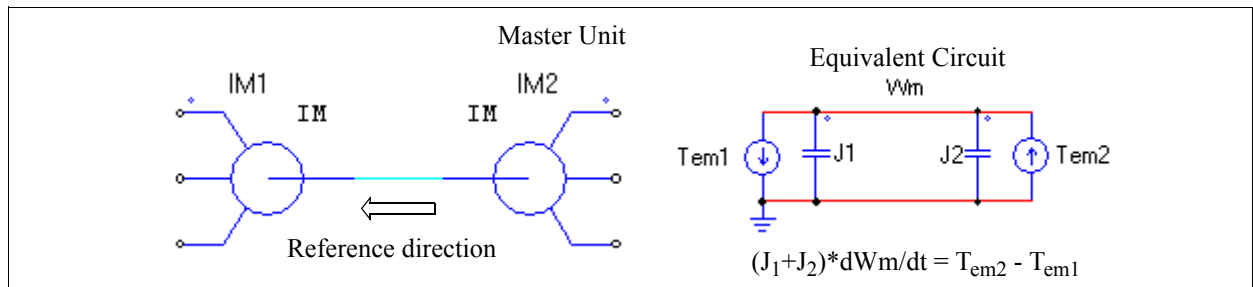 Master Unit
IM1
IM2
IM
IM
Reference direction
Equivalent Circuit
Wm
Tem1
J1
J2
Tem2
(J1+J2)*dWm/dt = Tem2 - Tem1